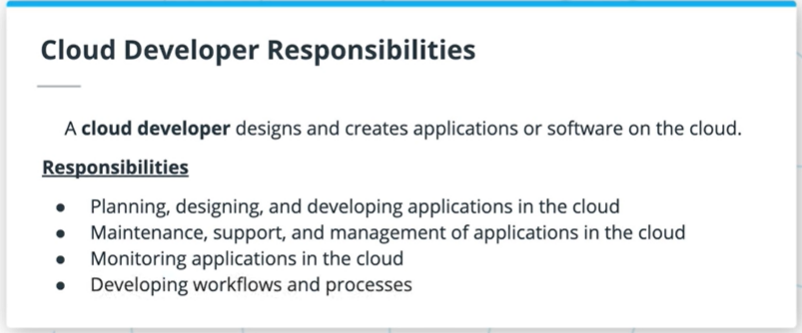 Cloud Developer Responsibilities
A cloud developer designs and creates applications or software on the cloud.
Responsibilities
● Planning, designing, and developing applications in the cloud
● Maintenance, support, and management of applications in the cloud
● Monitoring applications in the cloud
● Developing workflows and processes